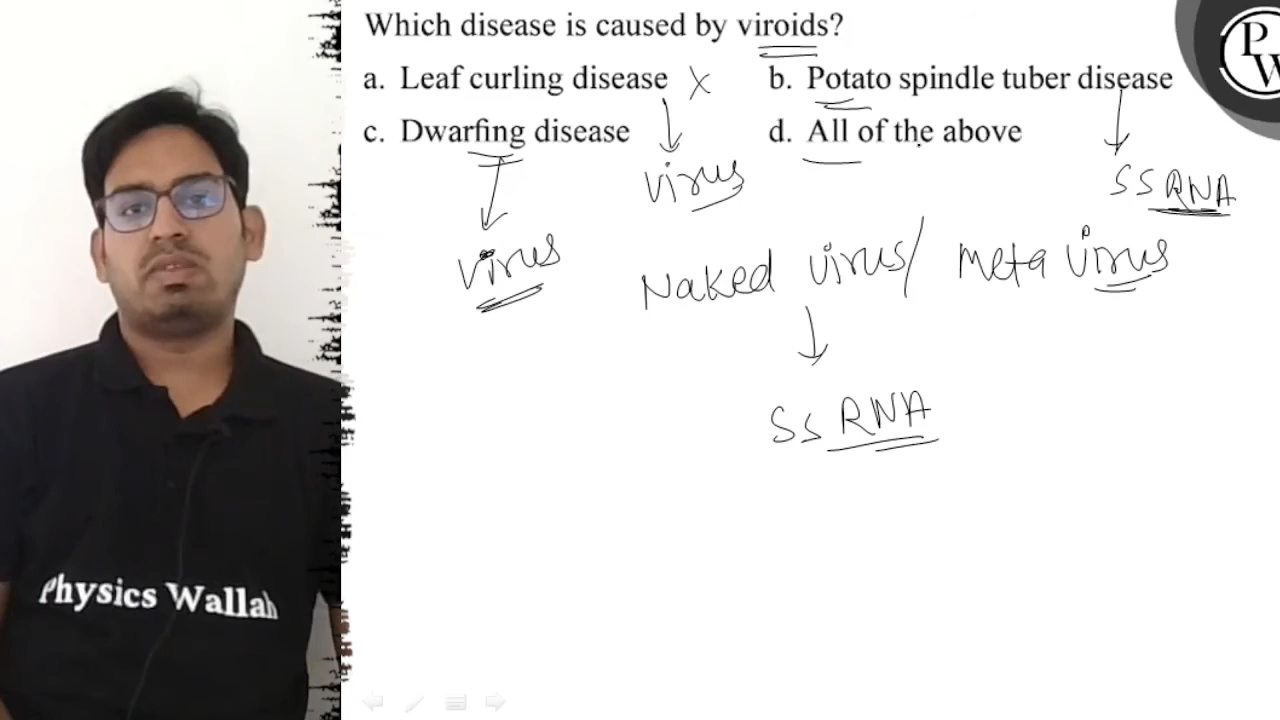 Which disease is caused by viroids?
a. Leaf curling disease X b. Potato spindle tuber disease
c. Dwarfing disease d. All of the above
virus SS RNA
virus Naked virus/ Meta virus
SS RNA
Physics Wallah
P
W